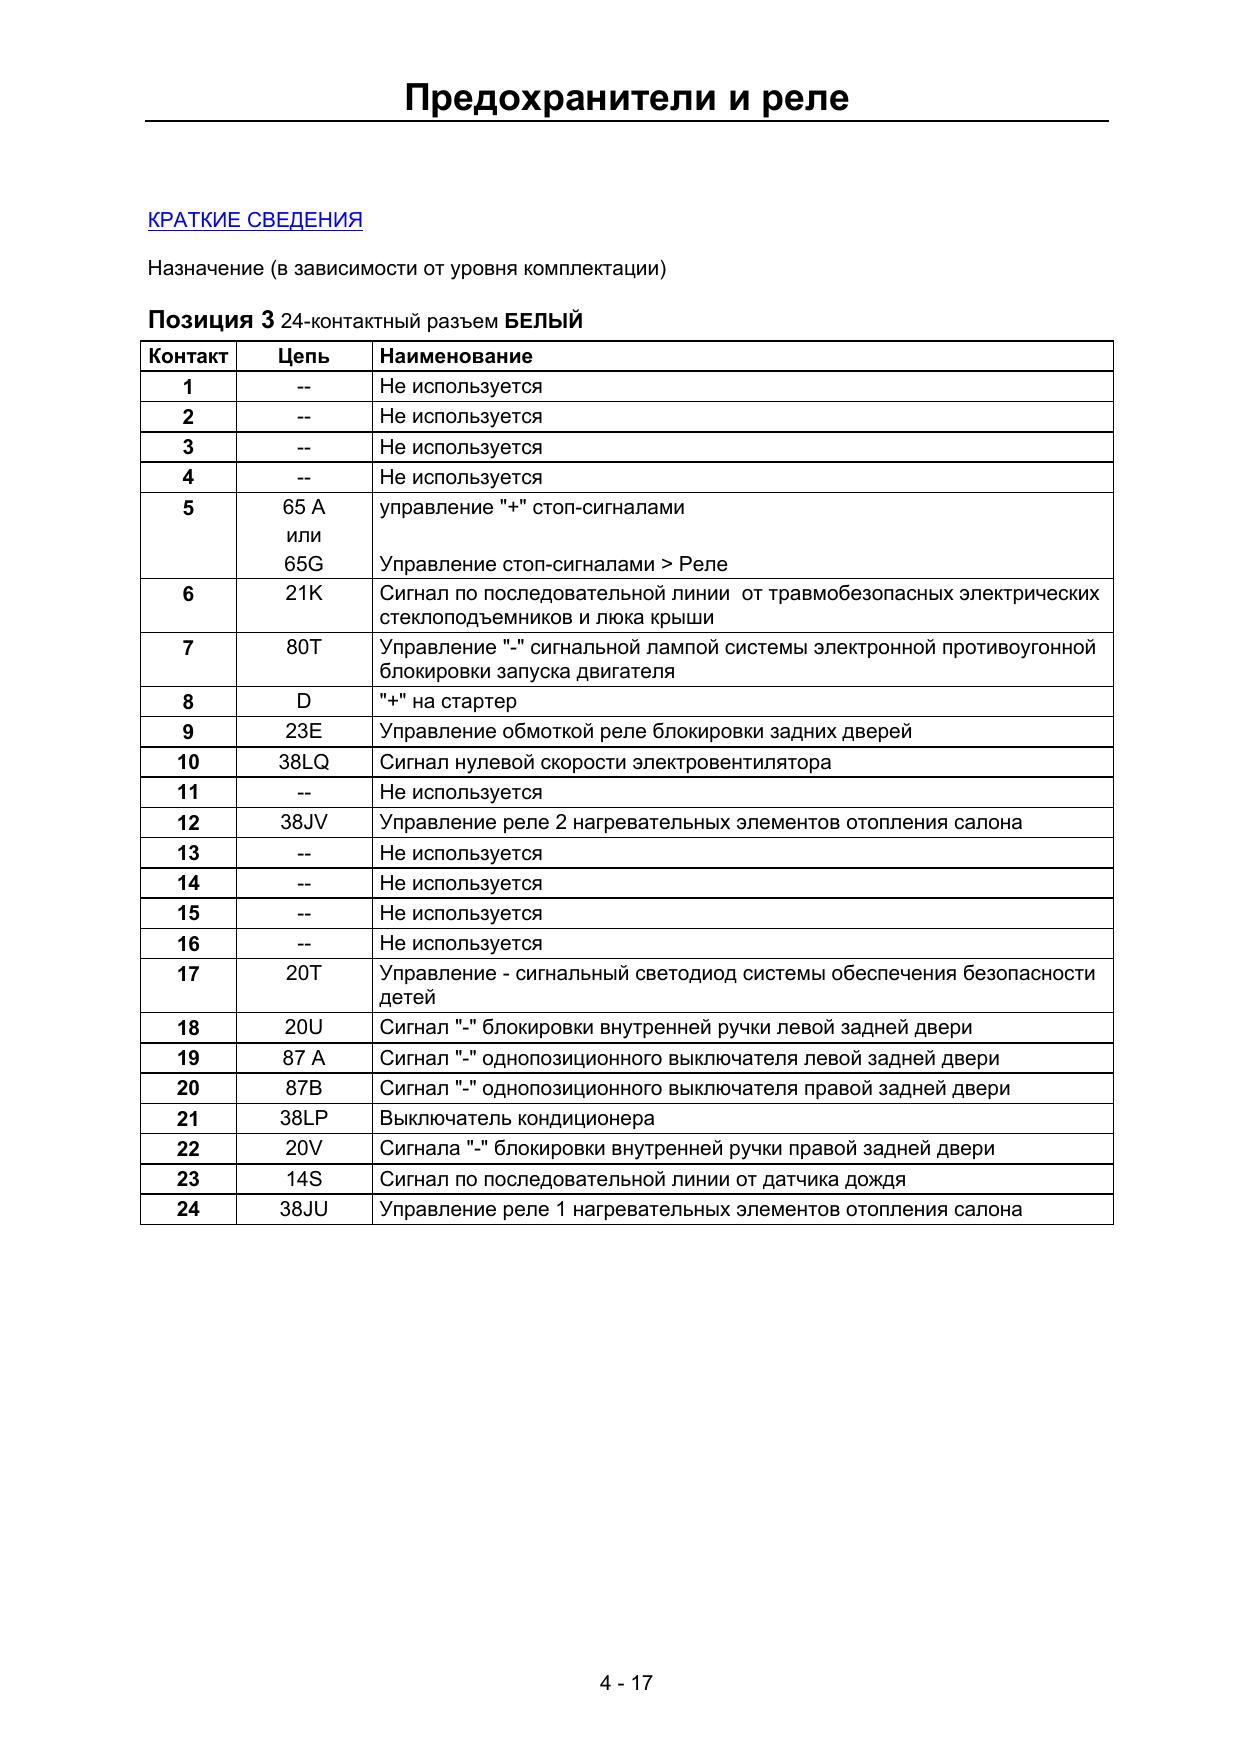 Предохранители и реле
КРАТКИЕ СВЕДЕНИЯ
Назначение (в зависимости от уровня комплектации)
Позиция 3 24-контактный разъем БЕЛЫЙ
Контакт Цепь Наименование
1 -- Не используется
2 -- Не используется
3 -- Не используется
4 -- Не используется
5 65 A управление "+" стоп-сигналами
или
65G Управление стоп-сигналами > Реле
6 21K Сигнал по последовательной линии от травмобезопасных электрических
стеклоподъемников и люка крыши
7 80T Управление "-" сигнальной лампой системы электронной противоугонной
блокировки запуска двигателя
8 D "+" на стартер
9 23E Управление обмоткой реле блокировки задних дверей
10 38LQ Сигнал нулевой скорости электровентилятора
11 -- Не используется
12 38JV Управление реле 2 нагревательных элементов отопления салона
13 -- Не используется
14 -- Не используется
15 -- Не используется
16 -- Не используется
17 20T Управление - сигнальный светодиод системы обеспечения безопасности
детей
18 20U Сигнал "-" блокировки внутренней ручки левой задней двери
19 87 A Сигнал "-" однопозиционного выключателя левой задней двери
20 87B Сигнал "-" однопозиционного выключателя правой задней двери
21 38LP Выключатель кондиционера
22 20V Сигнала "-" блокировки внутренней ручки правой задней двери
23 14S Сигнал по последовательной линии от датчика дождя
24 38JU Управление реле 1 нагревательных элементов отопления салона
4 - 17